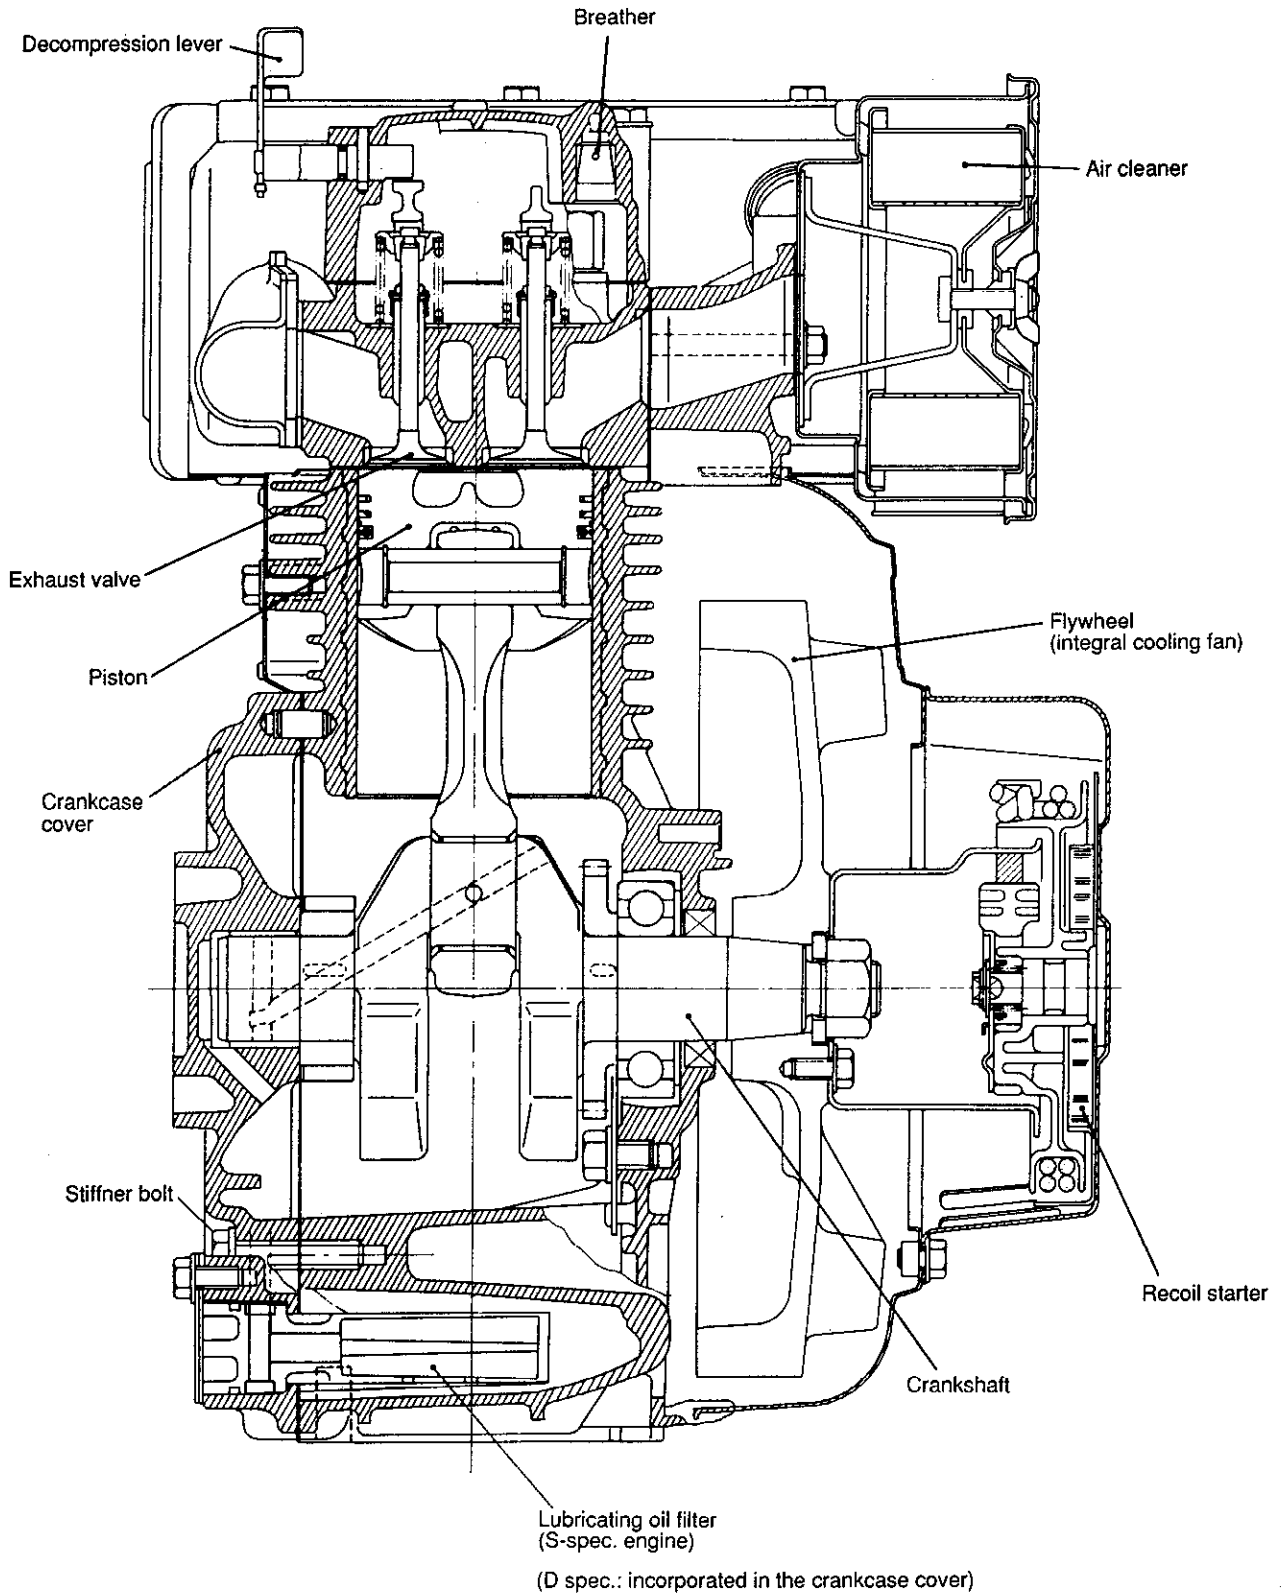 Breather
Decompression lever
Air cleaner
Exhaust valve
Flywheel
(integral cooling fan)
Piston
Crankcase
cover
Stiffner bolt
Recoil starter
Crankshaft
Lubricating oil filter
(S-spec. engine)
(D spec.: incorporated in the crankcase cover)